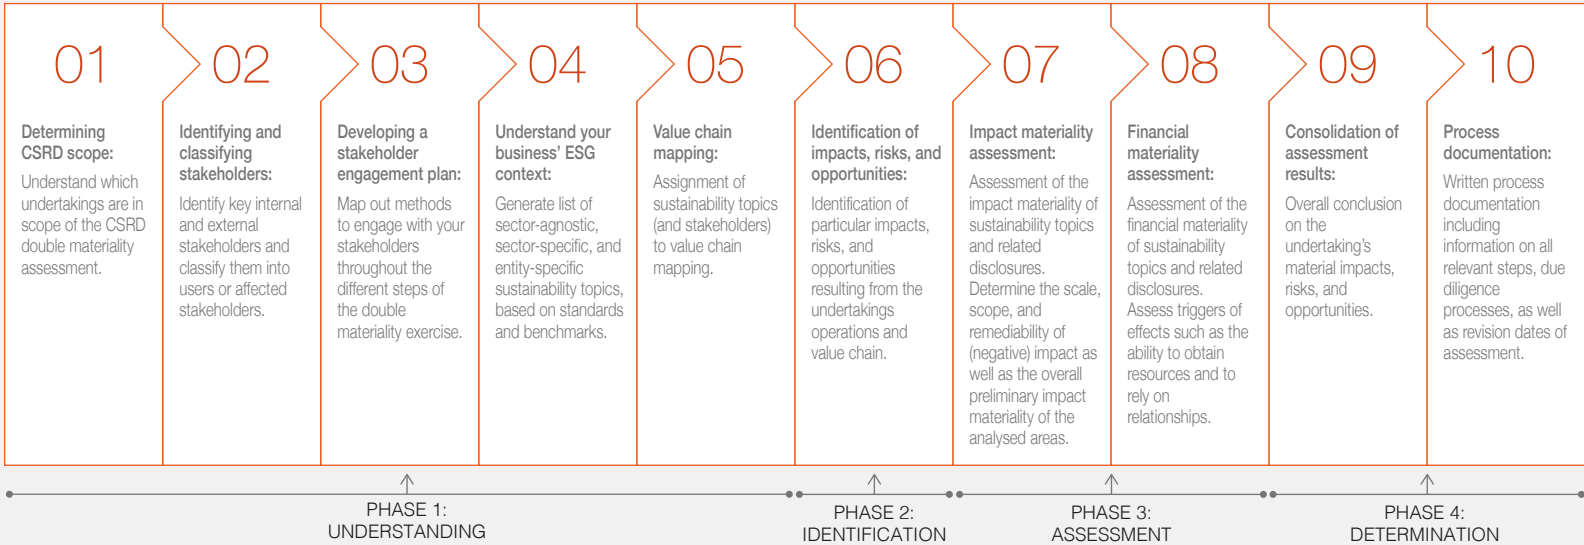 01
Determining
CSRD scope:
Understand which
undertakings are in
scope of the CSRD
double materiality
assessment.
02
Identifying and
classifying
stakeholders:
Identify key internal
and external
stakeholders and
classify them into
users or affected
stakeholders.
03
Developing a
stakeholder
engagement plan:
Map out methods
to engage with your
stakeholders
throughout the
different steps of
the double
materiality exercise.
04
Understand your
business' ESG
context:
Generate list of
sector-agnostic,
sector-specific, and
entity-specific
sustainability topics,
based on standards
and benchmarks.
05
Value chain
mapping:
Assignment of
sustainability topics
(and stakeholders)
to value chain
mapping.
06
Identification of
impacts, risks, and
opportunities:
Identification of
particular impacts,
risks, and
opportunities
resulting from the
undertakings
operations and
value chain.
07
Impact materiality
assessment:
Assessment of the
impact materiality of
sustainability topics
and related
disclosures.
Determine the scale,
scope, and
remediability of
(negative) impact as
well as the overall
preliminary impact
materiality of the
analysed areas.
08
Financial
materiality
assessment:
Assessment of the
financial materiality
of sustainability
topics and related
disclosures.
Assess triggers of
effects such as the
ability to obtain
resources and to
rely on
relationships.
09
Consolidation of
assessment
results:
Overall conclusion
on the
undertaking's
material impacts,
risks, and
opportunities.
10
Process
documentation:
Written process
documentation
including
information on all
relevant steps, due
diligence
processes, as well
as revision dates of
assessment.
PHASE 1:
UNDERSTANDING
PHASE 2:
IDENTIFICATION
PHASE 3:
ASSESSMENT
PHASE 4:
DETERMINATION